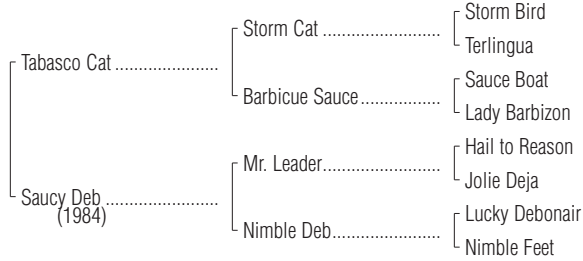 Storm Bird
Storm Cat ........................
Terlingua
Tabasco Cat .....................
Sauce Boat
Barbicue Sauce.................
Lady Barbizon
Hail to Reason
Mr. Leader........................
Jolie Deja
Saucy Deb .......................
(1984)
Lucky Debonair
Nimble Deb......................
Nimble Feet